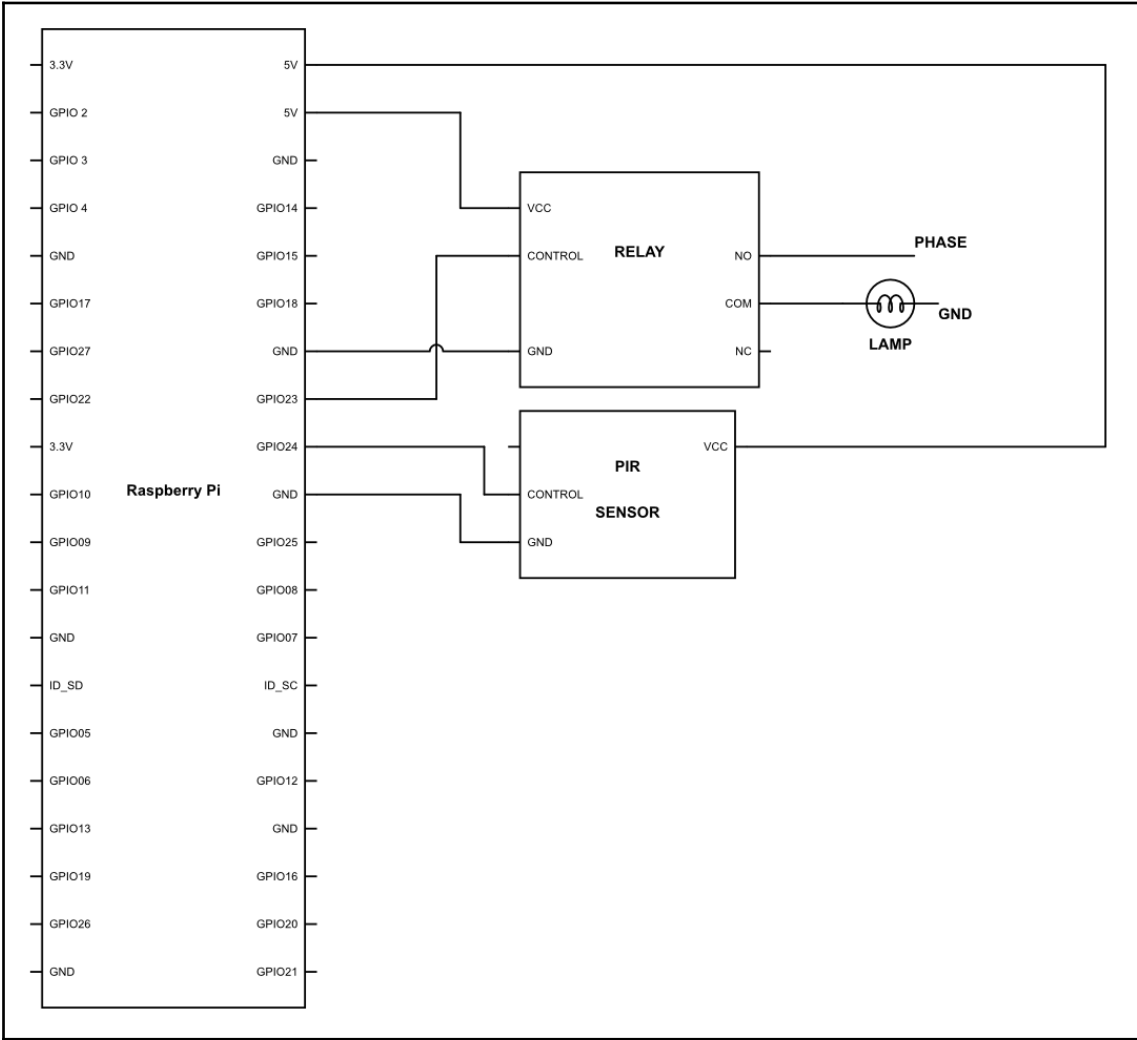 3.3V
5V
GPIO 2
5V
GPIO 3
GND
GPIO 4
GPIO14
GND
GPIO15
GPIO17
GPIO18
GPIO27
GND
GPIO22
GPIO23
3.3V
GPIO24
GPIO10
Raspberry Pi
GND
GPIO09
GPIO25
GPIO11
GPIO08
GND
GPIO07
ID_SD
ID_SC
GPIO05
GND
GPIO06
GPIO12
GPIO13
GND
GPIO19
GPIO16
GPIO26
GPIO20
GND
GPIO21
VCC
CONTROL
RELAY
NO
COM
GND
NC
PHASE
GND
LAMP
VCC
PIR
CONTROL
SENSOR
GND